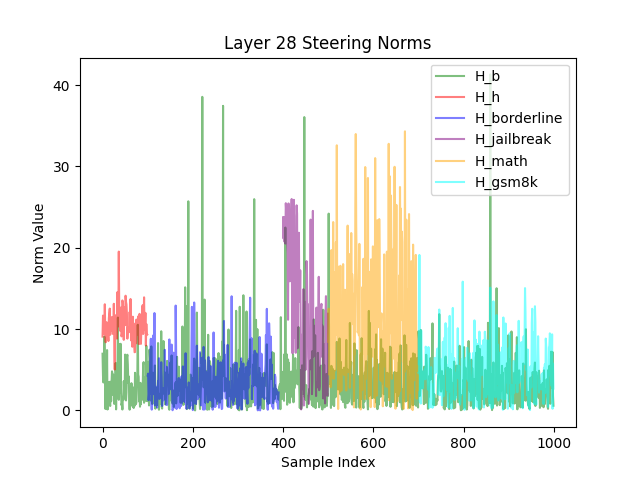 Layer 28 Steering Norms
H_b
H_h
H_borderline
H_jailbreak
H_math
H_gsm8k
Norm Value
40
30
20
10
0
0 200 400 600 800 1000
Sample Index